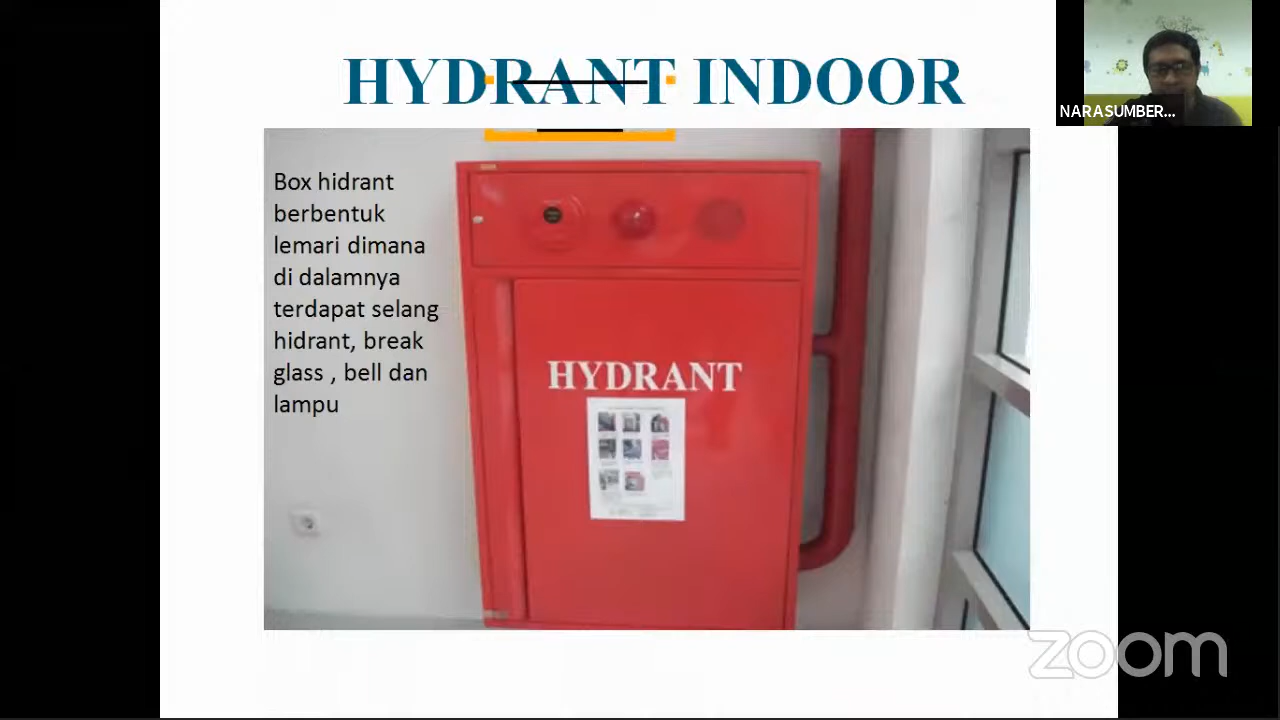 HYDRANT INDOOR
NARASUMBER...
Box hidrant
berbentuk
lemari dimana
di dalamnya
terdapat selang
hidrant, break
glass , bell dan
lampu
HYDRANT
zoom